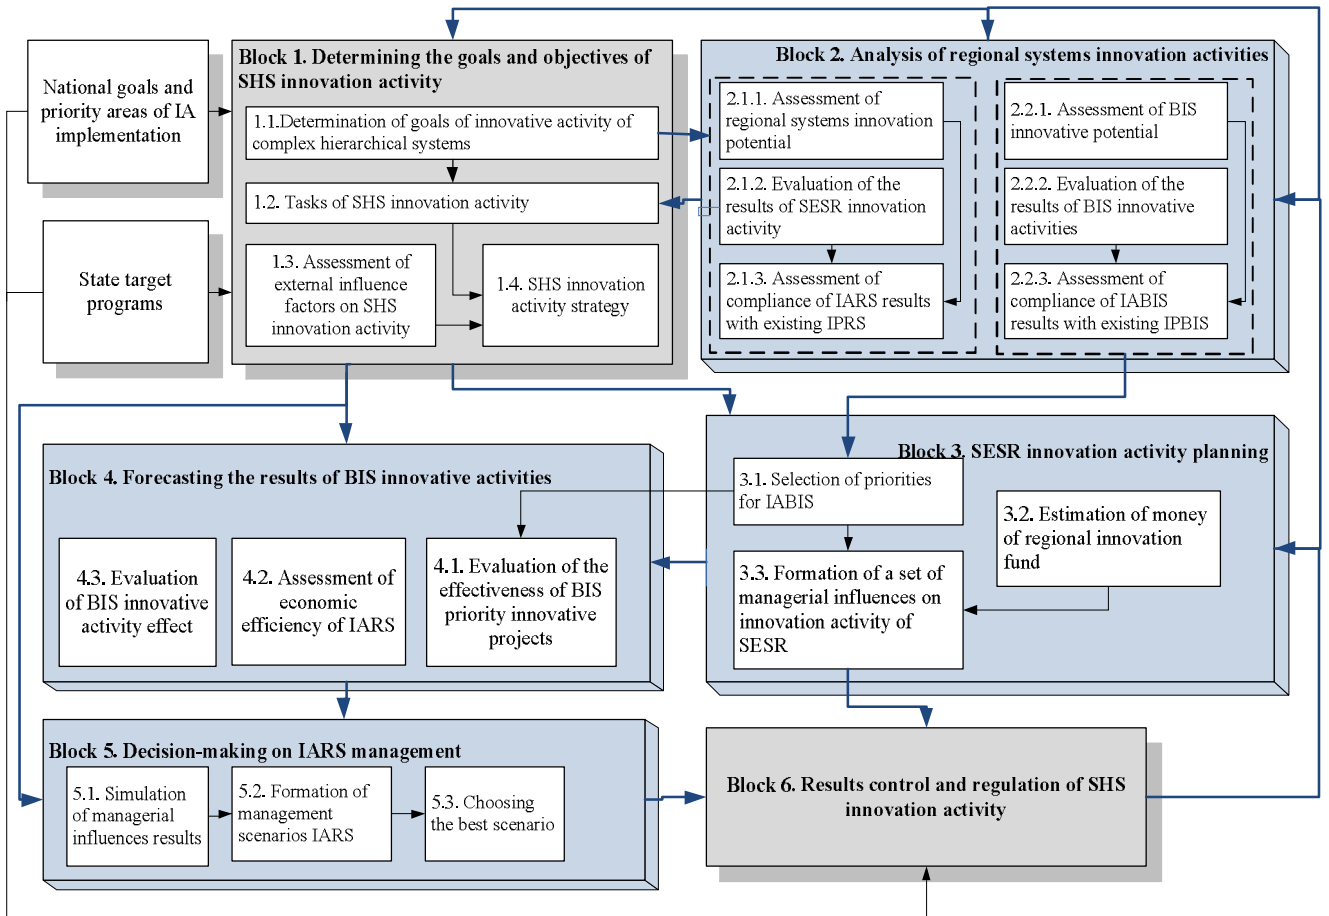 National goals and
priority areas of IA
implementation
State target
programs
Block 1. Determining the goals and objectives of
SHS innovation activity
1.1.Determination of goals of innovative activity of
complex hierarchical systems
1.2. Tasks of SHS innovation activity
1.3. Assessment of
external influence
factors on SHS
innovation activity
1.4. SHS innovation
activity strategy
Block 2. Analysis of regional systems innovation activities
2.1.1. Assessment of
regional systems innovation
potential
2.1.2. Evaluation of the
results of SESR innovation
activity
2.1.3. Assessment of
compliance of IARS results
with existing IPRS
2.2.1. Assessment of BIS
innovative potential
2.2.2. Evaluation of the
results of BIS innovative
activities
2.2.3. Assessment of
compliance of IABIS
results with existing IPBIS
Block 3. SESR innovation activity planning
3.1. Selection of priorities
for IABIS
3.2. Estimation of money
of regional innovation
fund
3.3. Formation of a set of
managerial influences on
innovation activity of
SESR
Block 4. Forecasting the results of BIS innovative activities
4.3. Evaluation
of BIS innovative
activity effect
4.2. Assessment of
economic
efficiency of IARS
4.1. Evaluation of the
effectiveness of BIS
priority innovative
projects
Block 5. Decision-making on IARS management
5.1. Simulation
of managerial
influences results
5.2. Formation of
management
scenarios IARS
5.3. Choosing
the best scenario
Block 6. Results control and regulation of SHS
innovation activity